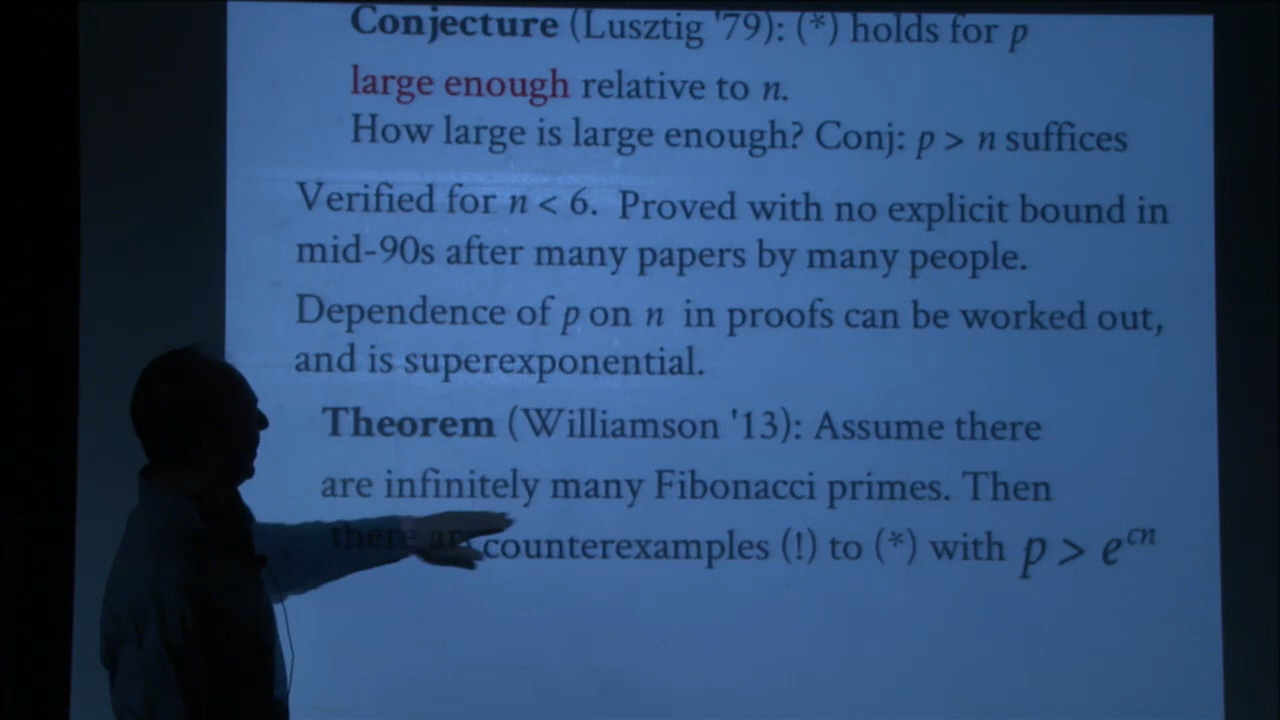 Conjecture (Lusztig '79): (*) holds for p
large enough relative to n.
How large is large enough? Conj: p > n suffices
Verified for n < 6. Proved with no explicit bound in
mid-90s after many papers by many people.
Dependence of p on n in proofs can be worked out,
and is superexponential.
Theorem (Williamson '13): Assume there
are infinitely many Fibonacci primes. Then
there are counterexamples (!) to (*) with p > e^{cn}